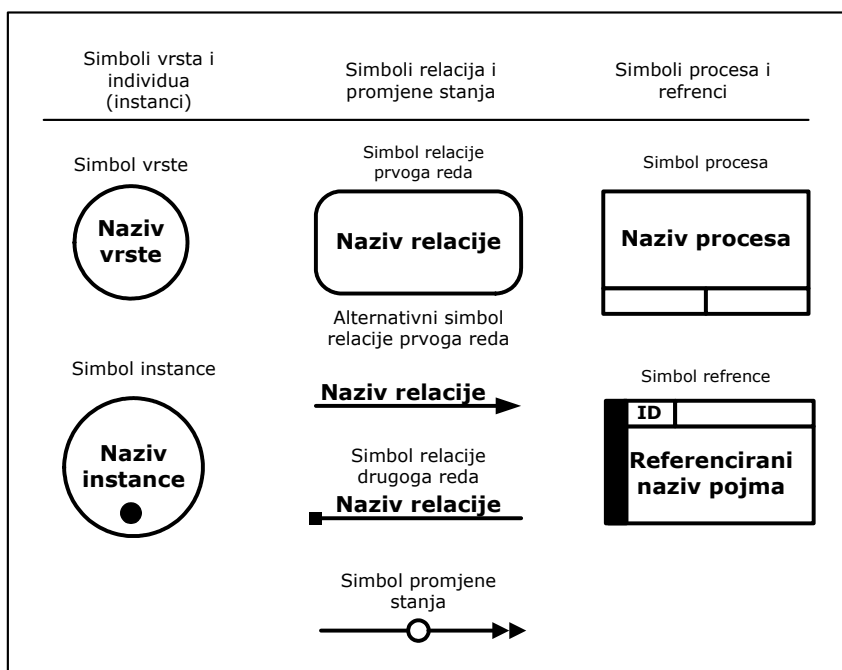 Simboli vrsta i
individua
(instanci)
Simboli relacija i
promjene stanja
Simboli procesa i
refrenci
Simbol vrste
Naziv
vrste
Simbol instance
Naziv
instance
Simbol relacije
prvoga reda
Naziv relacije
Alternativni simbol
relacije prvoga reda
Naziv relacije
Simbol relacije
drugoga reda
Naziv relacije
Simbol promjene
stanja
Simbol procesa
Naziv procesa
Simbol refrence
ID
Referencirani
naziv pojma